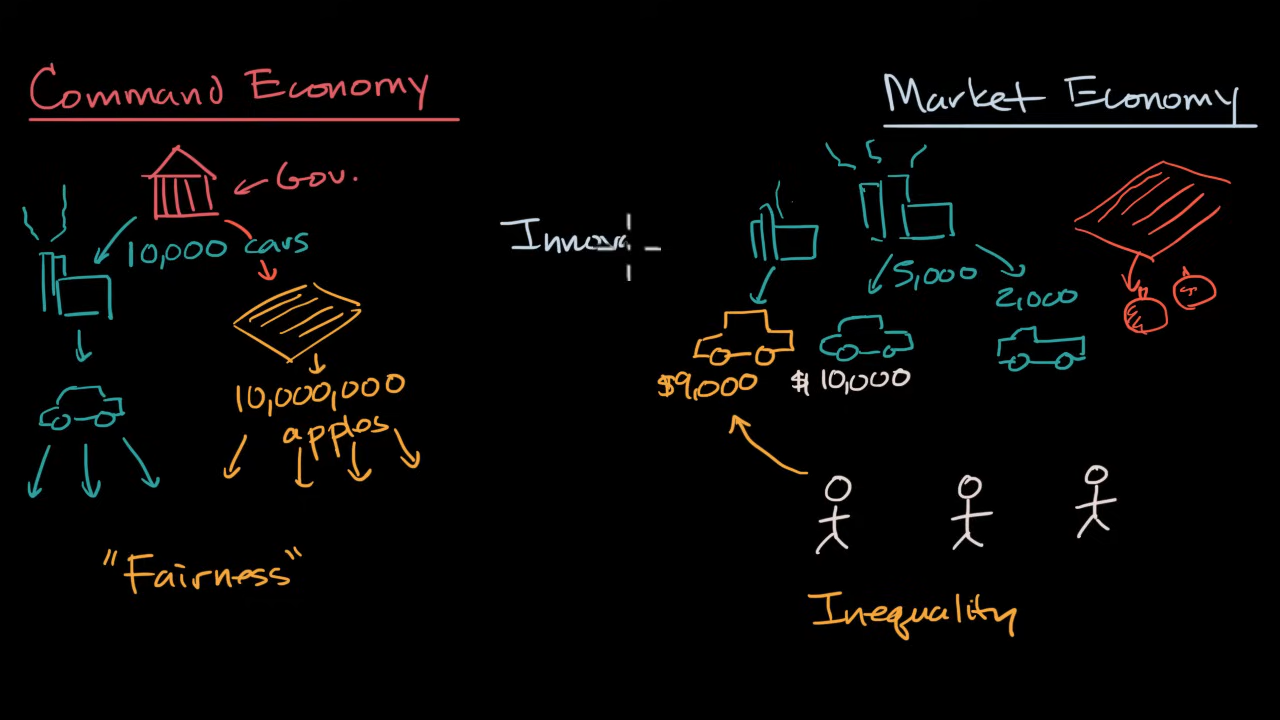 Command Economy
Market Economy
Gov.
10,000 cars
Innova
5,000
2,000
10,000,000
apples
$9,000
$10,000
"Fairness"
Inequality